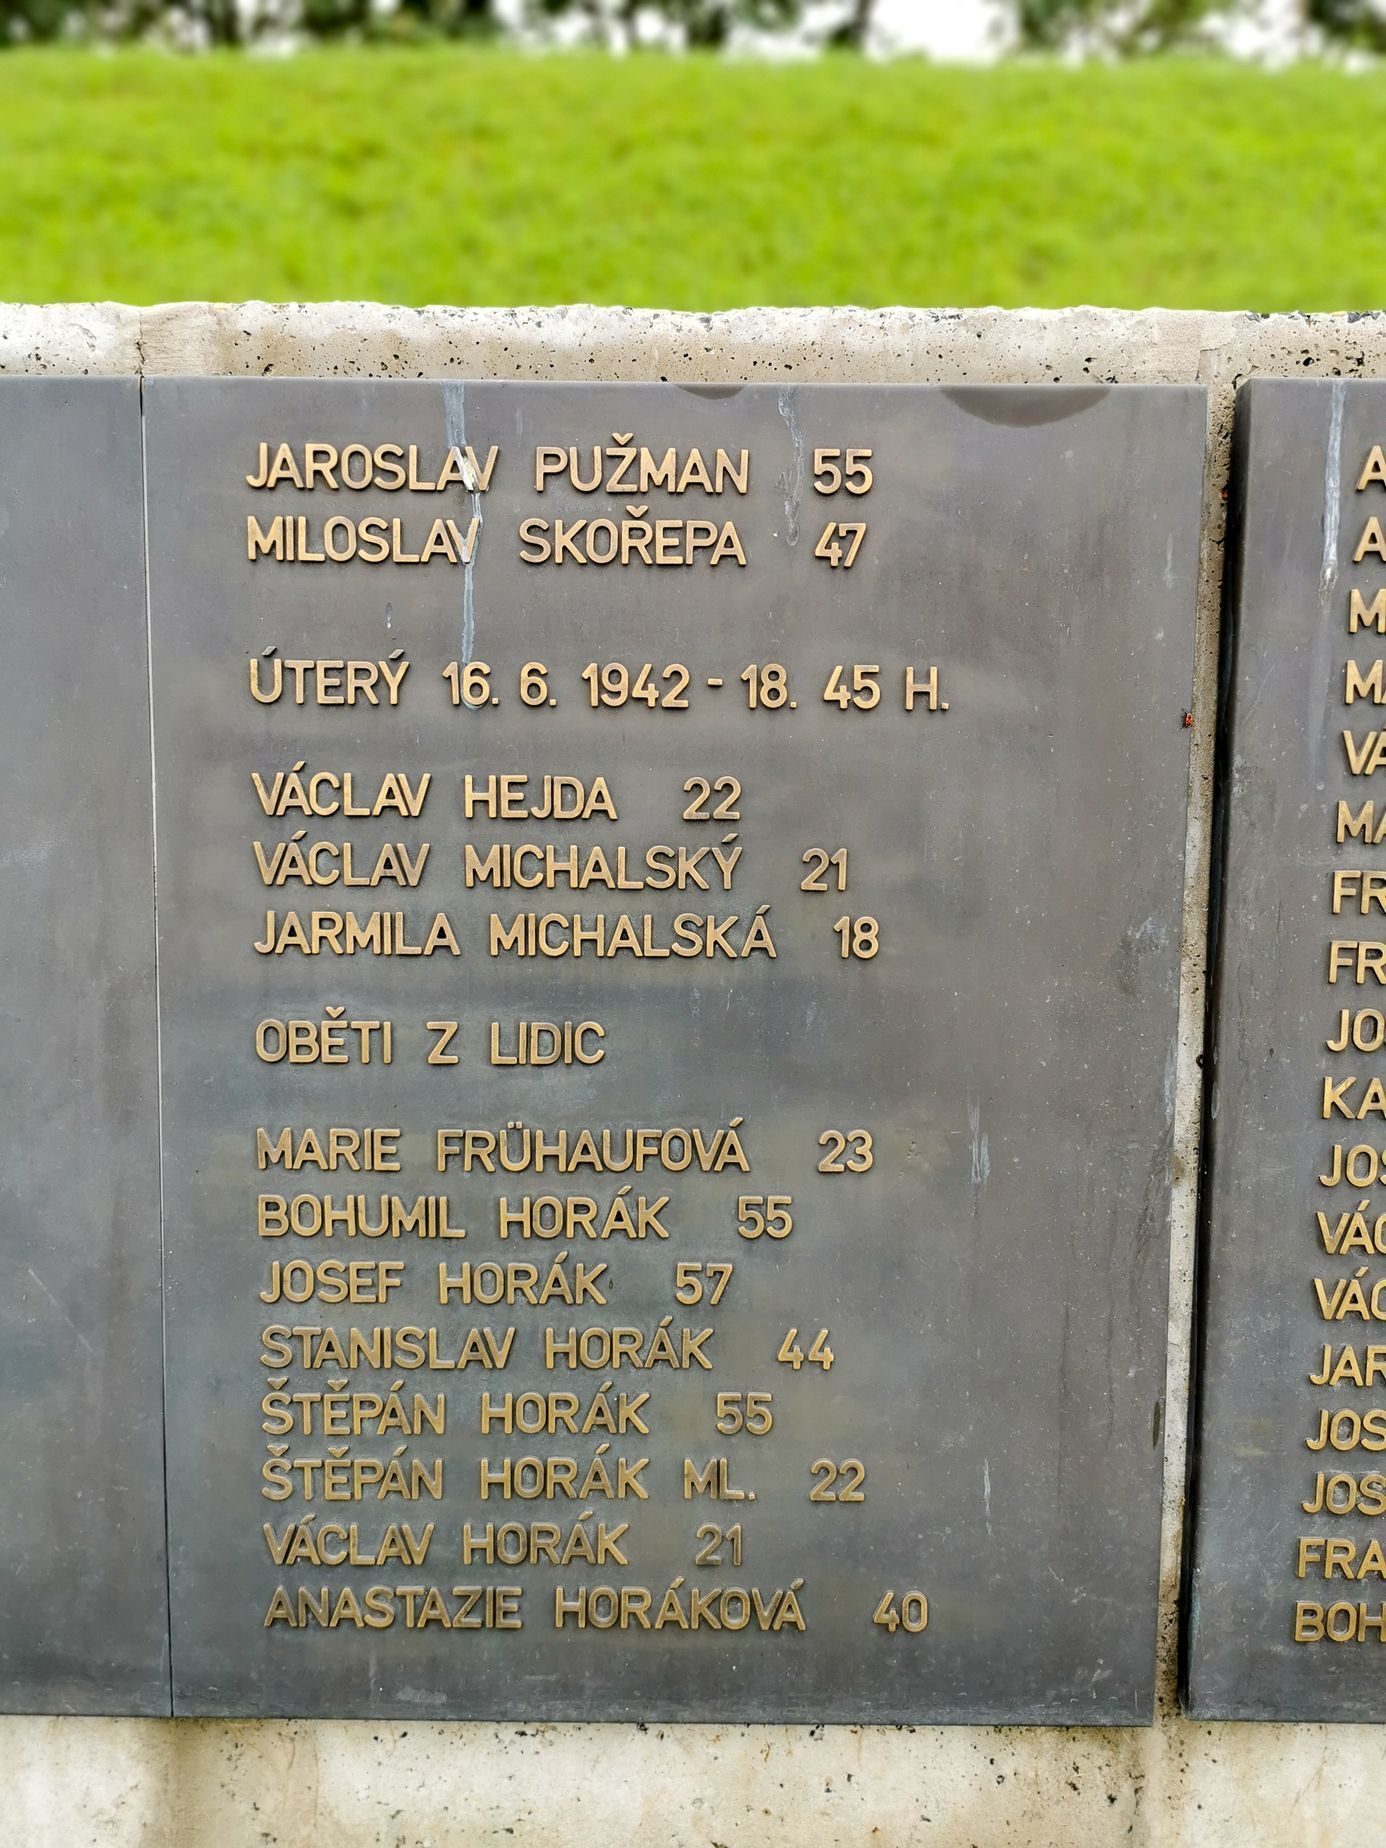 JAROSLAV PUŽMAN 55
MILOSLAV SKOŘEPA 47
ÚTERÝ 16. 6. 1942 - 18. 45 H.
VÁCLAV HEJDA 22
VÁCLAV MICHALSKÝ 21
JARMILA MICHALSKÁ 18
OBĚTI Z LIDIC
MARIE FRÜHAUFOVÁ 23
BOHUMIL HORÁK 55
JOSEF HORÁK 57
STANISLAV HORÁK 44
ŠTĚPÁN HORÁK 55
ŠTĚPÁN HORÁK ML. 22
VÁCLAV HORÁK 21
ANASTAZIE HORÁKOVÁ 40